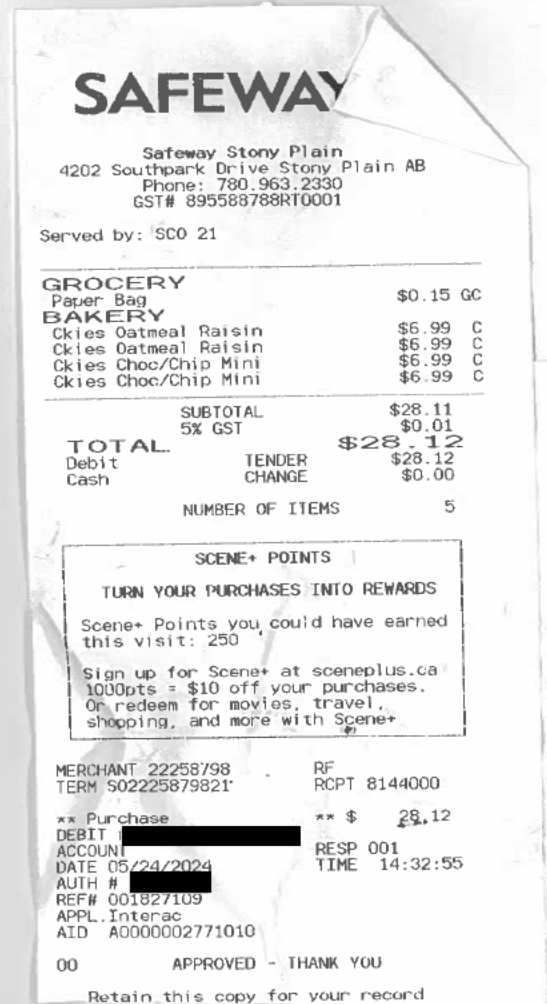 SAFEWAY
Safeway Stony Plain
4202 Southpark Drive Stony Plain AB
Phone: 780.963.2330
GST# 895588788RT0001
Served by: SCO 21
GROCERY
Paper Bag $0.15 GC
BAKERY
Ckies Oatmeal Raisin $6.99 C
Ckies Oatmeal Raisin $6.99 C
Ckies Choc/Chip Mini $6.99 C
Ckies Choc/Chip Mini $6.99 C
SUBTOTAL $28.11
5% GST $0.01
TOTAL $28.12
Debit TENDER $28.12
Cash CHANGE $0.00
NUMBER OF ITEMS 5
SCENE+ POINTS
TURN YOUR PURCHASES INTO REWARDS
Scene+ Points you could have earned
this visit: 250
Sign up for Scene+ at sceneplus.ca
1000pts = $10 off your purchases.
Or redeem for movies, travel,
shopping, and more with Scene+
MERCHANT 22258798 RF
TERM S02225879821 RCPT 8144000
** Purchase ** $ 28.12
DEBIT
ACCOUNT RESP 001
DATE 05/24/2024 TIME 14:32:55
AUTH #
REF# 001827109
APPL.Interac
AID A0000002771010
00 APPROVED - THANK YOU
Retain this copy for your record